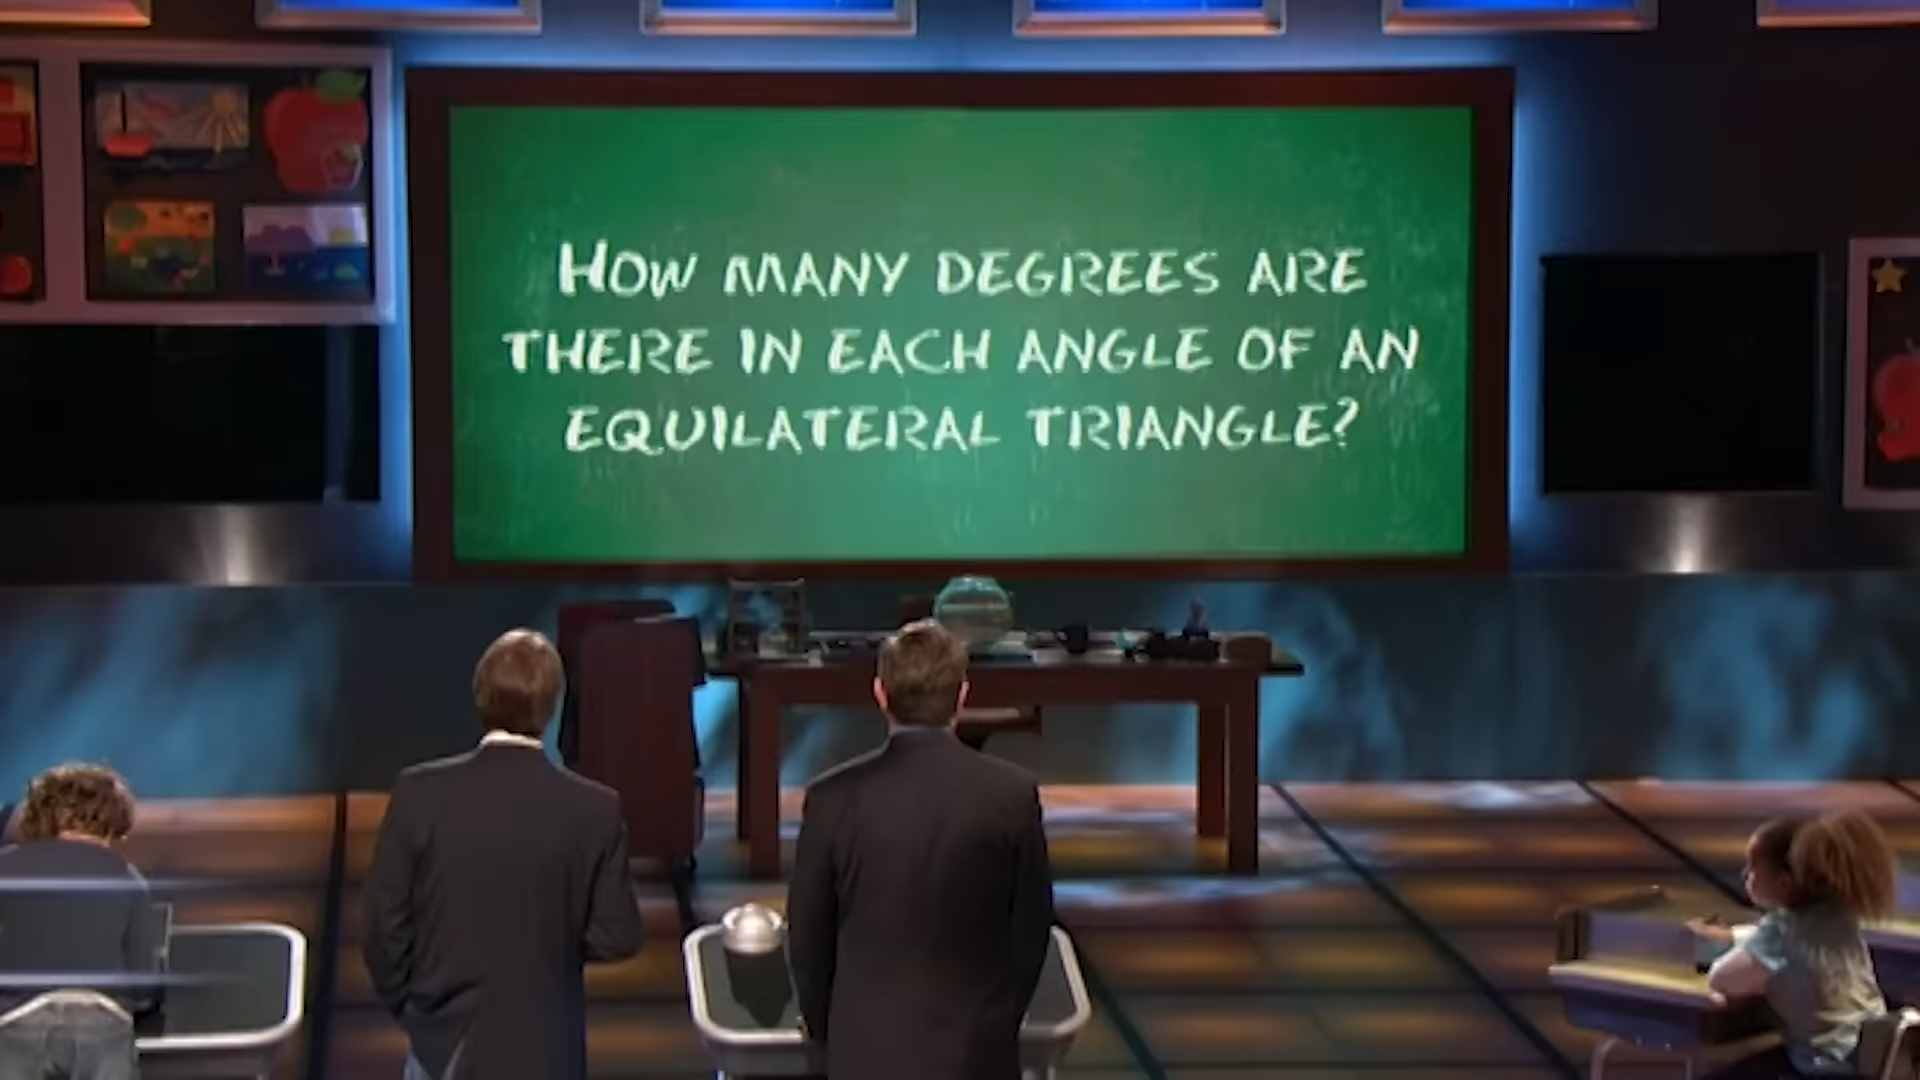 How many degrees are
there in each angle of an
equilateral triangle?